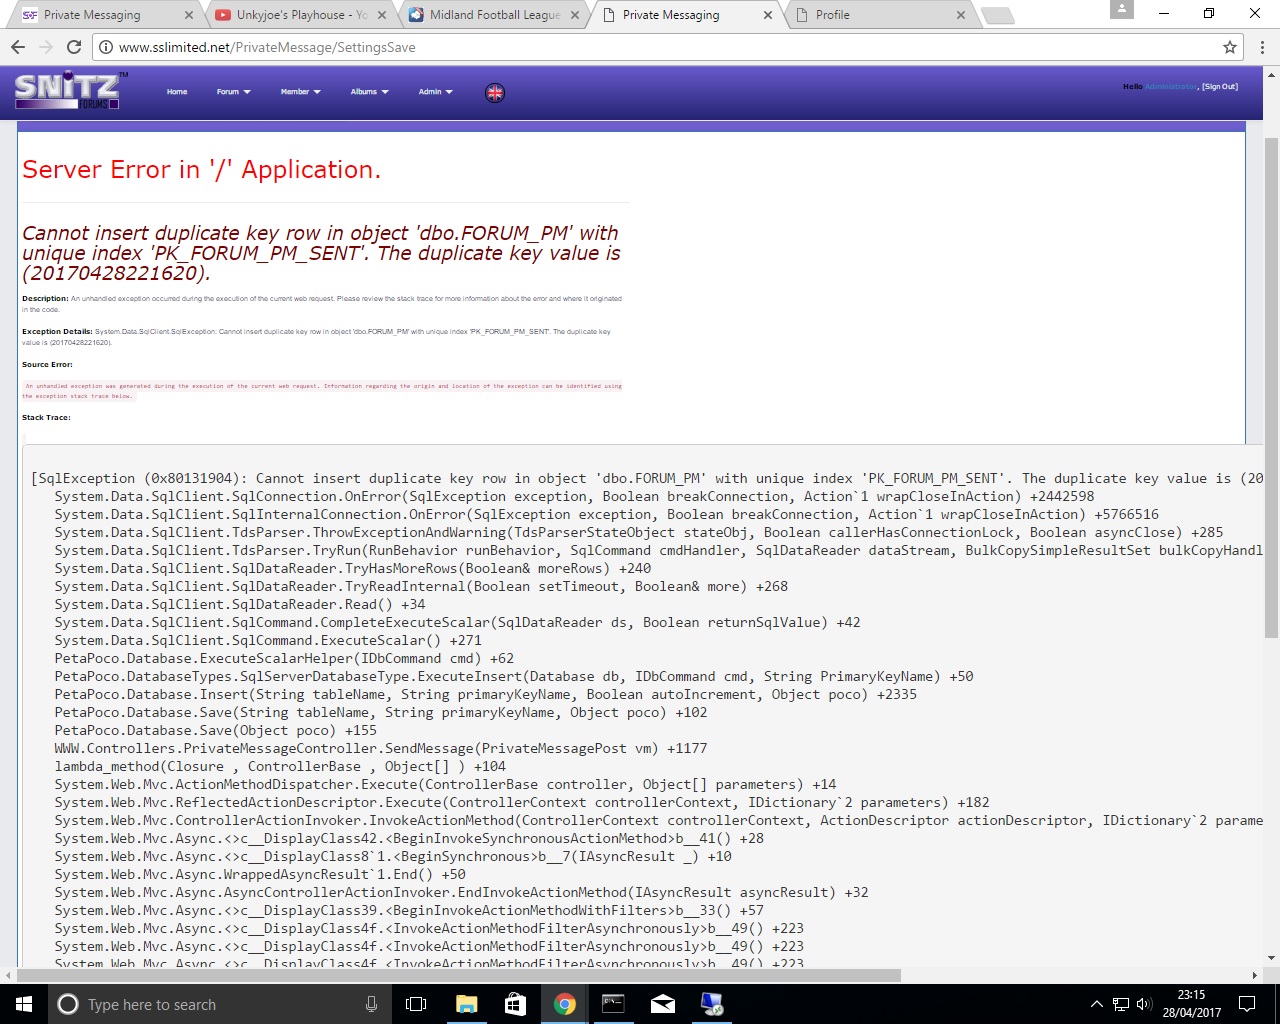 Private Messaging
Unkyjoe's Playhouse - Yo
Midland Football League
Private Messaging
Profile
www.sslimited.net/PrivateMessage/SettingsSave
SNiTZ™
FORUMS
Home
Forum
Member
Albums
Admin
Hello Administrator, [Sign Out]
Server Error in '/' Application.
Cannot insert duplicate key row in object 'dbo.FORUM_PM' with
unique index 'PK_FORUM_PM_SENT'. The duplicate key value is
(20170428221620).
Description: An unhandled exception occurred during the execution of the current web request. Please review the stack trace for more information about the error and where it originated
in the code.
Exception Details: System.Data.SqlClient.SqlException: Cannot insert duplicate key row in object 'dbo.FORUM_PM' with unique index 'PK_FORUM_PM_SENT'. The duplicate key
value is (20170428221620).
Source Error:
An unhandled exception was generated during the execution of the current web request. Information regarding the origin and location of the exception can be identified using
the exception stack trace below.
Stack Trace:
[SqlException (0x80131904): Cannot insert duplicate key row in object 'dbo.FORUM_PM' with unique index 'PK_FORUM_PM_SENT'. The duplicate key value is (20
System.Data.SqlClient.SqlConnection.OnError(SqlException exception, Boolean breakConnection, Action`1 wrapCloseInAction) +2442598
System.Data.SqlClient.SqlInternalConnection.OnError(SqlException exception, Boolean breakConnection, Action`1 wrapCloseInAction) +5766516
System.Data.SqlClient.TdsParser.ThrowExceptionAndWarning(TdsParserStateObject stateObj, Boolean callerHasConnectionLock, Boolean asyncClose) +285
System.Data.SqlClient.TdsParser.TryRun(RunBehavior runBehavior, SqlCommand cmdHandler, SqlDataReader dataStream, BulkCopySimpleResultSet bulkCopyHandl
System.Data.SqlClient.SqlDataReader.TryHasMoreRows(Boolean& moreRows) +240
System.Data.SqlClient.SqlDataReader.TryReadInternal(Boolean setTimeout, Boolean& more) +268
System.Data.SqlClient.SqlDataReader.Read() +34
System.Data.SqlClient.SqlCommand.CompleteExecuteScalar(SqlDataReader ds, Boolean returnSqlValue) +42
System.Data.SqlClient.SqlCommand.ExecuteScalar() +271
PetaPoco.Database.ExecuteScalarHelper(IDbCommand cmd) +62
PetaPoco.DatabaseTypes.SqlServerDatabaseType.ExecuteInsert(Database db, IDbCommand cmd, String PrimaryKeyName) +50
PetaPoco.Database.Insert(String tableName, String primaryKeyName, Boolean autoIncrement, Object poco) +2335
PetaPoco.Database.Save(String tableName, String primaryKeyName, Object poco) +102
PetaPoco.Database.Save(Object poco) +155
WWW.Controllers.PrivateMessageController.SendMessage(PrivateMessagePost vm) +1177
lambda_method(Closure , ControllerBase , Object[] ) +104
System.Web.Mvc.ActionMethodDispatcher.Execute(ControllerBase controller, Object[] parameters) +14
System.Web.Mvc.ReflectedActionDescriptor.Execute(ControllerContext controllerContext, IDictionary`2 parameters) +182
System.Web.Mvc.ControllerActionInvoker.InvokeActionMethod(ControllerContext controllerContext, ActionDescriptor actionDescriptor, IDictionary`2 parame
System.Web.Mvc.Async.<>c__DisplayClass42.<BeginInvokeSynchronousActionMethod>b__41() +28
System.Web.Mvc.Async.<>c__DisplayClass8`1.<BeginSynchronous>b__7(IAsyncResult _) +10
System.Web.Mvc.Async.WrappedAsyncResult`1.End() +50
System.Web.Mvc.Async.AsyncControllerActionInvoker.EndInvokeActionMethod(IAsyncResult asyncResult) +32
System.Web.Mvc.Async.<>c__DisplayClass39.<BeginInvokeActionMethodWithFilters>b__33() +57
System.Web.Mvc.Async.<>c__DisplayClass4f.<InvokeActionMethodFilterAsynchronously>b__49() +223
System.Web.Mvc.Async.<>c__DisplayClass4f.<InvokeActionMethodFilterAsynchronously>b__49() +223
System.Web.Mvc.Async.<>c__DisplayClass4f.<InvokeActionMethodFilterAsynchronously>b__49() +223
Type here to search
23:15
28/04/2017